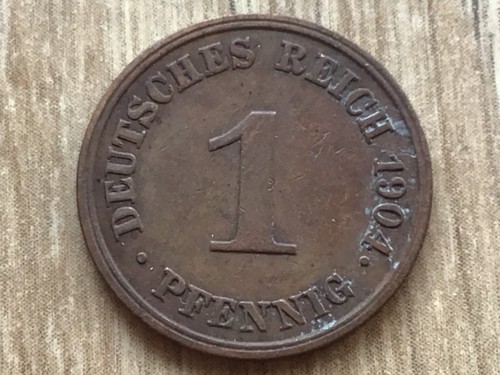 DEUTSCHES REICH 1904
1
• PFENNIG •